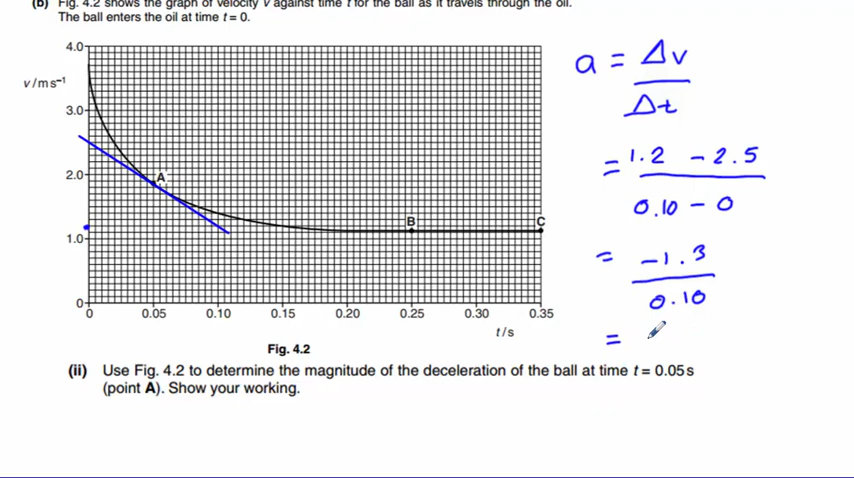 (b) Fig. 4.2 shows the graph of velocity v against time t for the ball as it travels through the oil.
The ball enters the oil at time t = 0.
4.0
v / m s⁻¹
3.0
2.0
1.0
0
A
B
C
0 0.05 0.10 0.15 0.20 0.25 0.30 0.35
t / s
Fig. 4.2
(ii) Use Fig. 4.2 to determine the magnitude of the deceleration of the ball at time t = 0.05 s
(point A). Show your working.
a = Δv
Δt
= 1.2 - 2.5
0.10 - 0
= -1.3
0.10
=